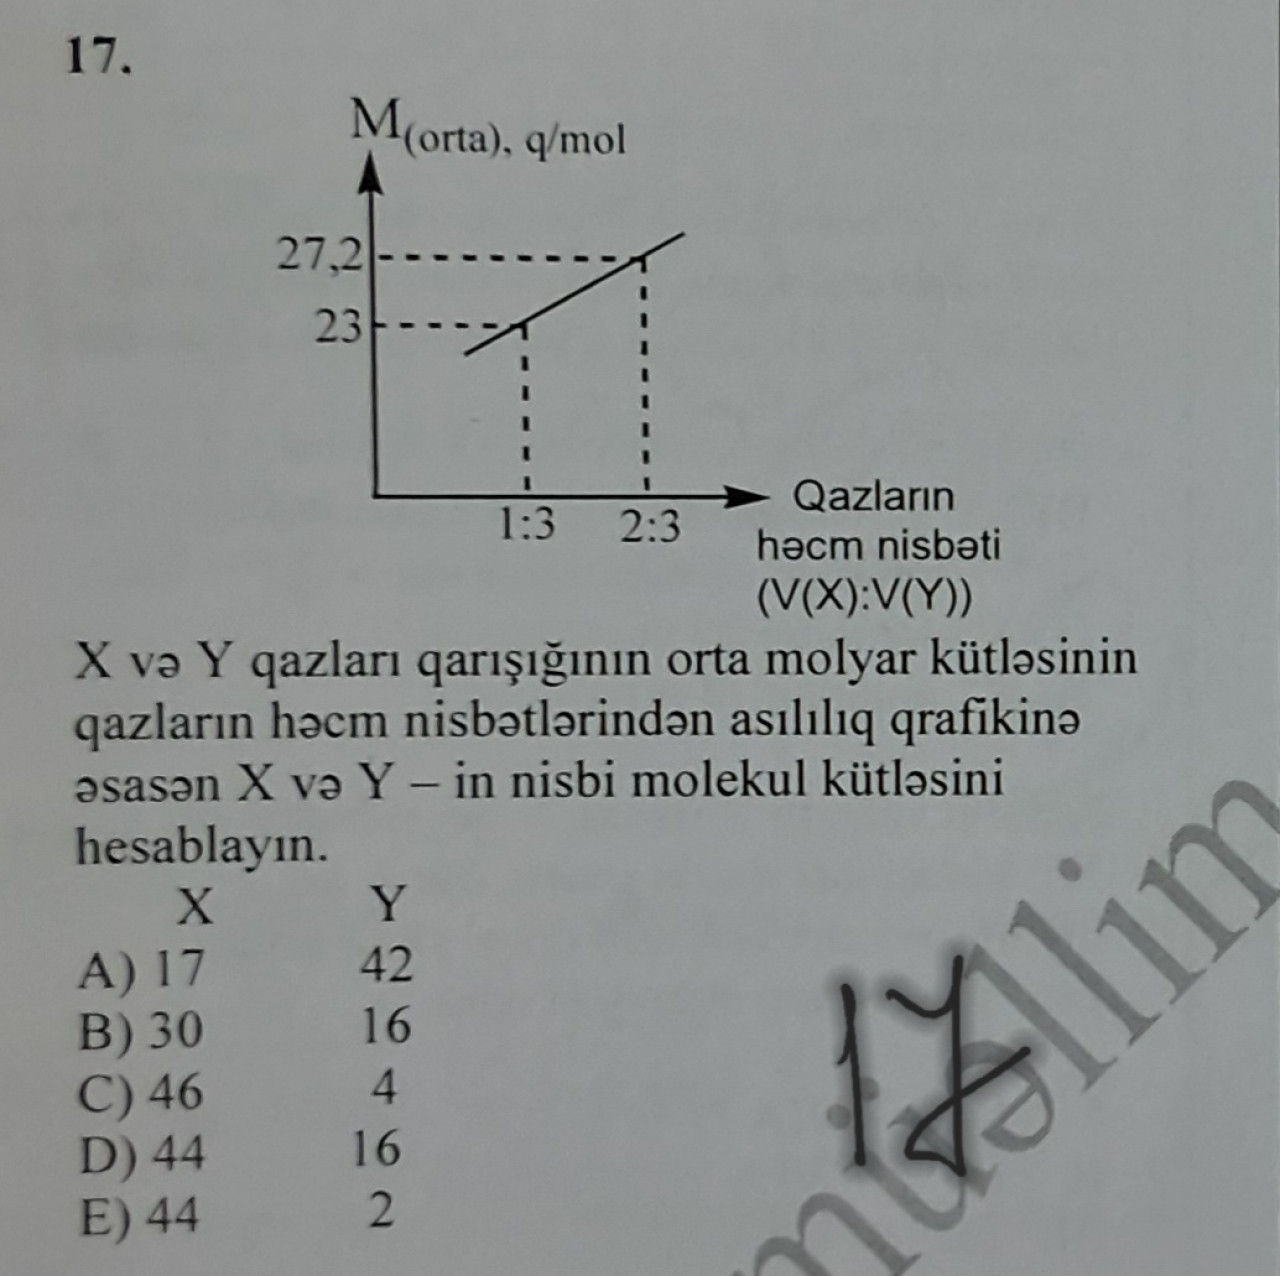 17.
M(orta), q/mol
27,2
23
1:3 2:3
Qazların
həcm nisbəti
(V(X):V(Y))
X və Y qazları qarışığının orta molyar kütləsinin
qazların həcm nisbətlərindən asılılıq qrafikinə
əsasən X və Y – in nisbi molekul kütləsini
hesablayın.
X Y
A) 17 42
B) 30 16
C) 46 4
D) 44 16
E) 44 2
17
müəllim